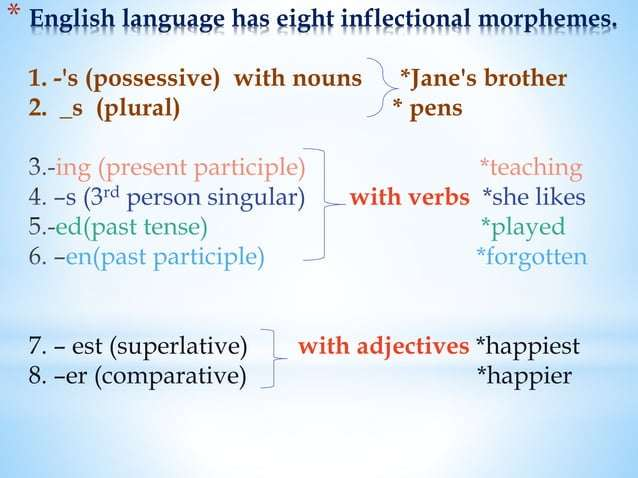 * English language has eight inflectional morphemes.
1. -'s (possessive) with nouns *Jane's brother
2. _s (plural) * pens
3.-ing (present participle) *teaching
4. –s (3rd person singular) with verbs *she likes
5.-ed(past tense) *played
6. –en(past participle) *forgotten
7. – est (superlative) with adjectives *happiest
8. –er (comparative) *happier